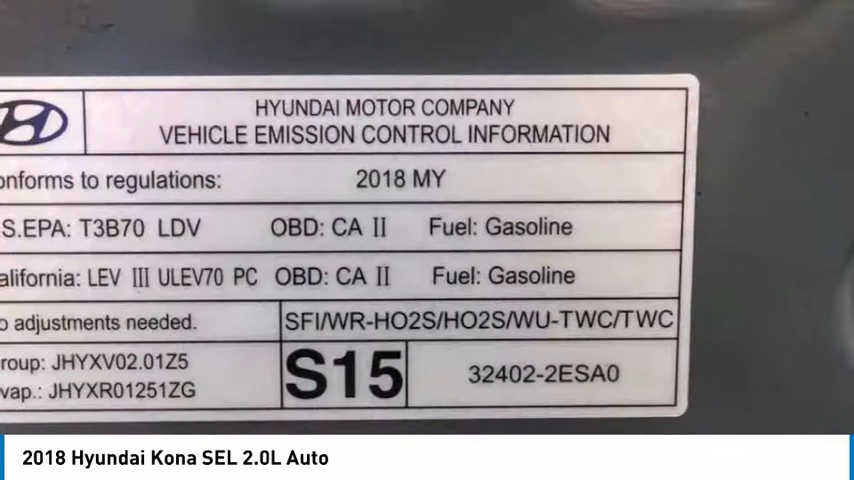 HYUNDAI MOTOR COMPANY
VEHICLE EMISSION CONTROL INFORMATION
onforms to regulations: 2018 MY
S.EPA: T3B70 LDV OBD: CA II Fuel: Gasoline
alifornia: LEV III ULEV70 PC OBD: CA II Fuel: Gasoline
o adjustments needed. SFI/WR-HO2S/HO2S/WU-TWC/TWC
roup: JHYXV02.01Z5
vap.: JHYXR01251ZG
S15 32402-2ESA0
2018 Hyundai Kona SEL 2.0L Auto